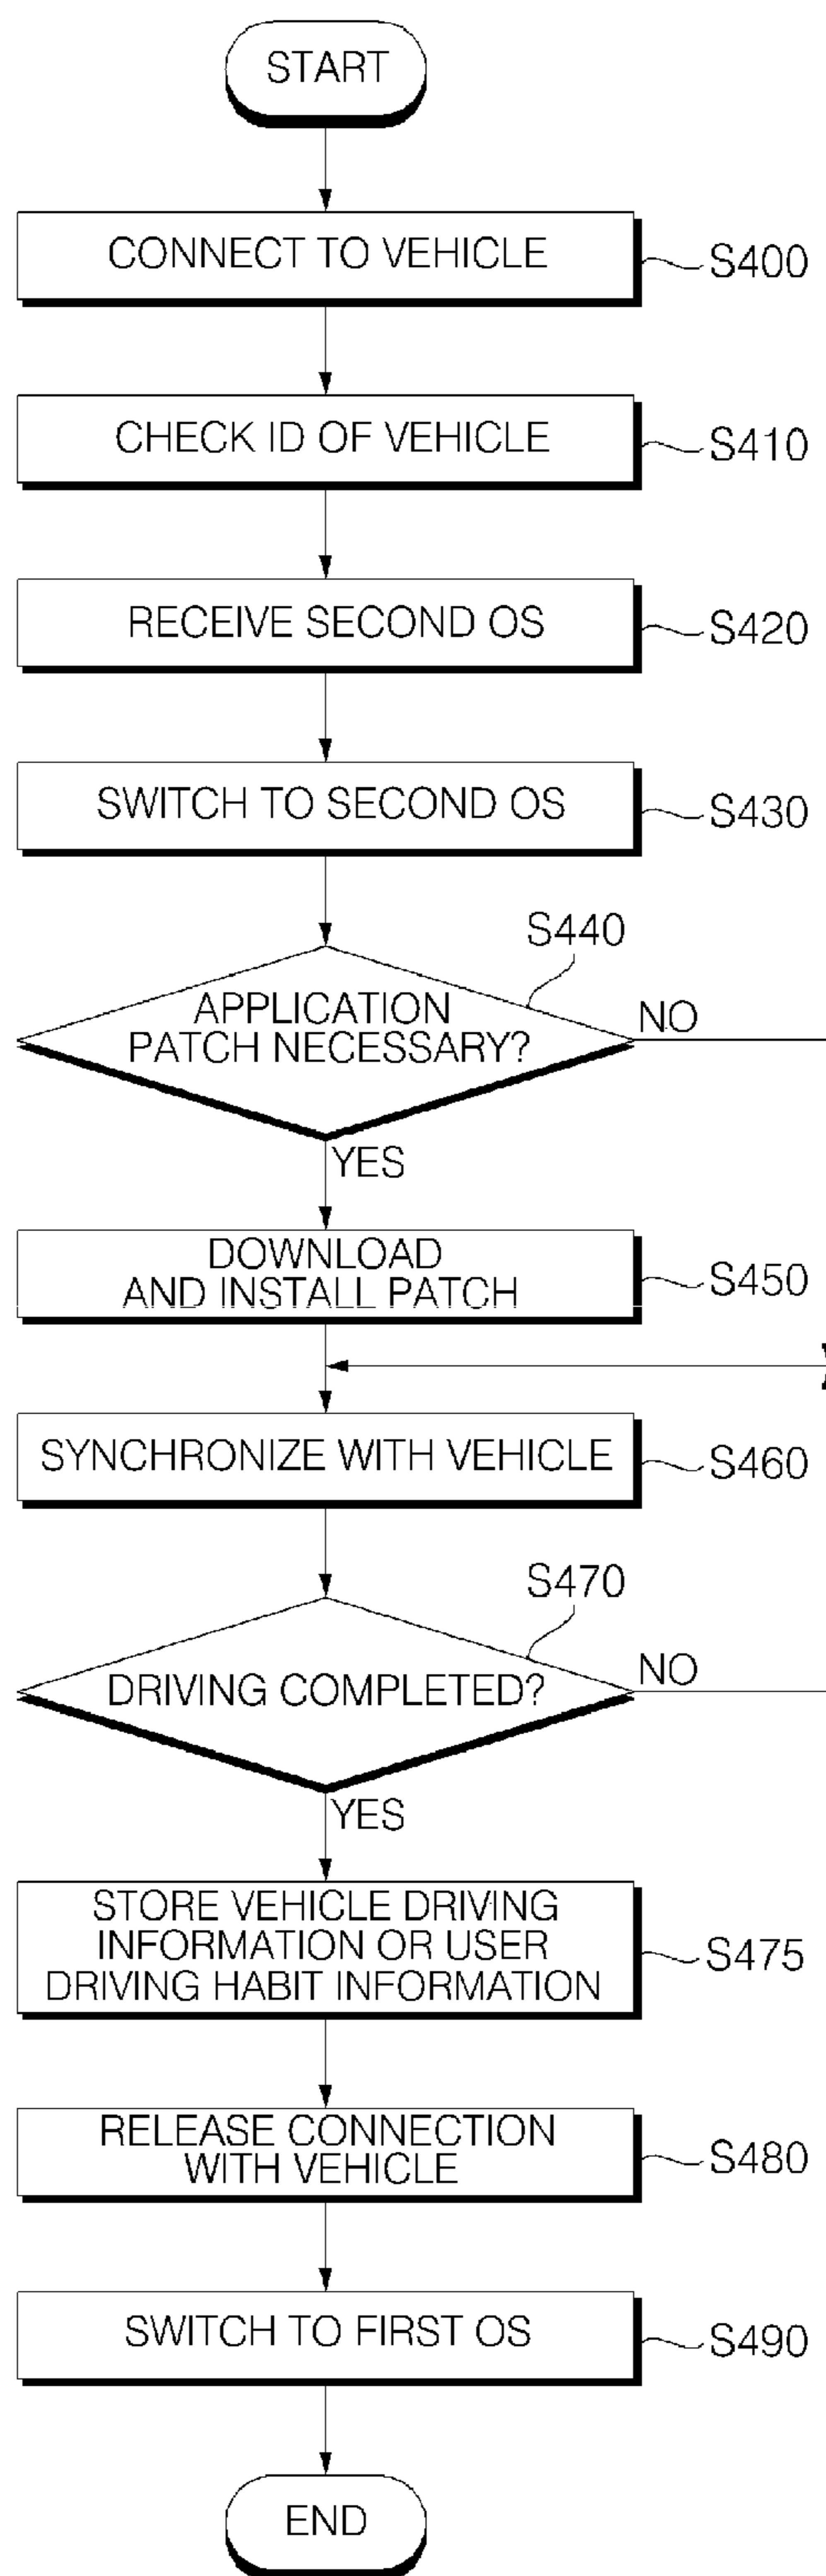 START
CONNECT TO VEHICLE
S400
CHECK ID OF VEHICLE
S410
RECEIVE SECOND OS
S420
SWITCH TO SECOND OS
S430
S440
APPLICATION
PATCH NECESSARY?
NO
YES
DOWNLOAD
AND INSTALL PATCH
S450
SYNCHRONIZE WITH VEHICLE
S460
S470
DRIVING COMPLETED?
NO
YES
STORE VEHICLE DRIVING
INFORMATION OR USER
DRIVING HABIT INFORMATION
S475
RELEASE CONNECTION
WITH VEHICLE
S480
SWITCH TO FIRST OS
S490
END